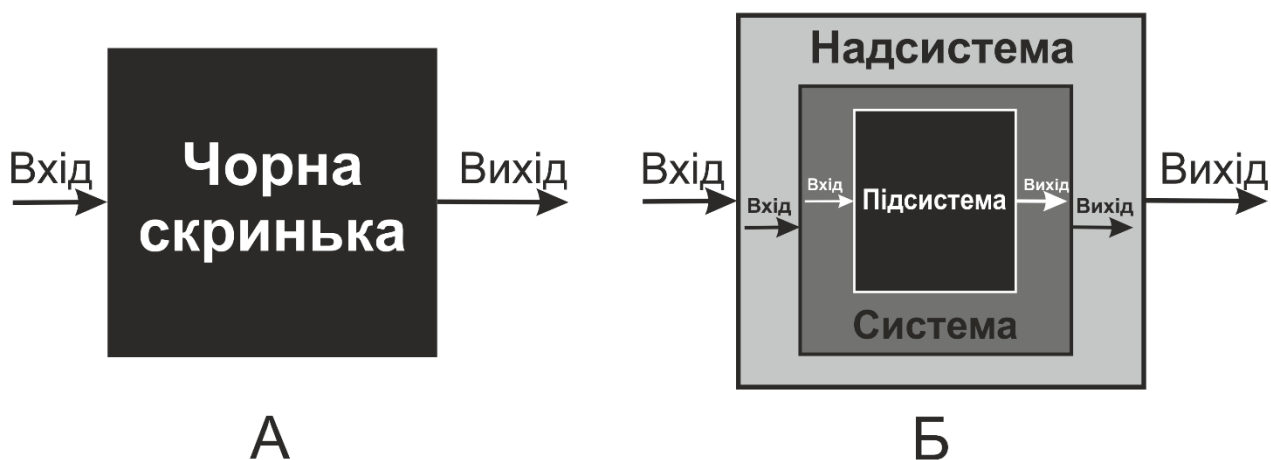 Вхід
Чорна
скринька
Вихід
А
Надсистема
Вхід
Вхід
Вхід
Підсистема
Вихід
Вихід
Вихід
Система
Б